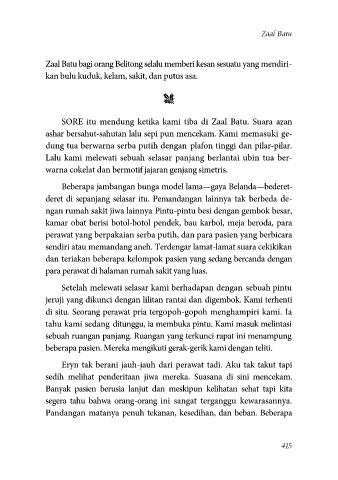 Zaal Batu
Zaal Batu bagi orang Belitong selalu memberi kesan sesuatu yang mendiri-
kan bulu kuduk, kelam, sakit, dan putus asa.
SORE itu mendung ketika kami tiba di Zaal Batu. Suara azan
ashar bersahut-sahutan lalu sepi pun mencekam. Kami memasuki ge-
dung tua berwarna serba putih dengan plafon tinggi dan pilar-pilar.
Lalu kami melewati sebuah selasar panjang berlantai ubin tua ber-
warna cokelat dan bermotif jajaran genjang simetris.
Beberapa jambangan bunga model lama—gaya Belanda—bederet-
deret di sepanjang selasar itu. Pemandangan lainnya tak berbeda de-
ngan rumah sakit jiwa lainnya Pintu-pintu besi dengan gembok besar,
kamar obat berisi botol-botol pendek, bau karbol, meja beroda, para
perawat yang berpakaian serba putih, dan para pasien yang berbicara
sendiri atau memandang aneh. Terdengar lamat-lamat suara cekikikan
dan teriakan beberapa kelompok pasien yang sedang bercanda dengan
para perawat di halaman rumah sakit yang luas.
Setelah melewati selasar kami berhadapan dengan sebuah pintu
jeruji yang dikunci dengan lilitan rantai dan digembok. Kami terhenti
di situ. Seorang perawat pria tergopoh-gopoh menghampiri kami. Ia
tahu kami sedang ditunggu, ia membuka pintu. Kami masuk melintasi
sebuah ruangan panjang. Ruangan yang terkunci rapat ini menampung
beberapa pasien. Mereka mengikuti gerak-gerik kami dengan teliti.
Eryn tak berani jauh-jauh dari perawat tadi. Aku tak takut tapi
sedih melihat penderitaan jiwa mereka. Suasana di sini mencekam.
Banyak pasien berusia lanjut dan meskipun kelihatan sehat tapi kita
segera tahu bahwa orang-orang ini sangat terganggu kewarasannya.
Pandangan matanya penuh tekanan, kesedihan, dan beban. Beberapa
415